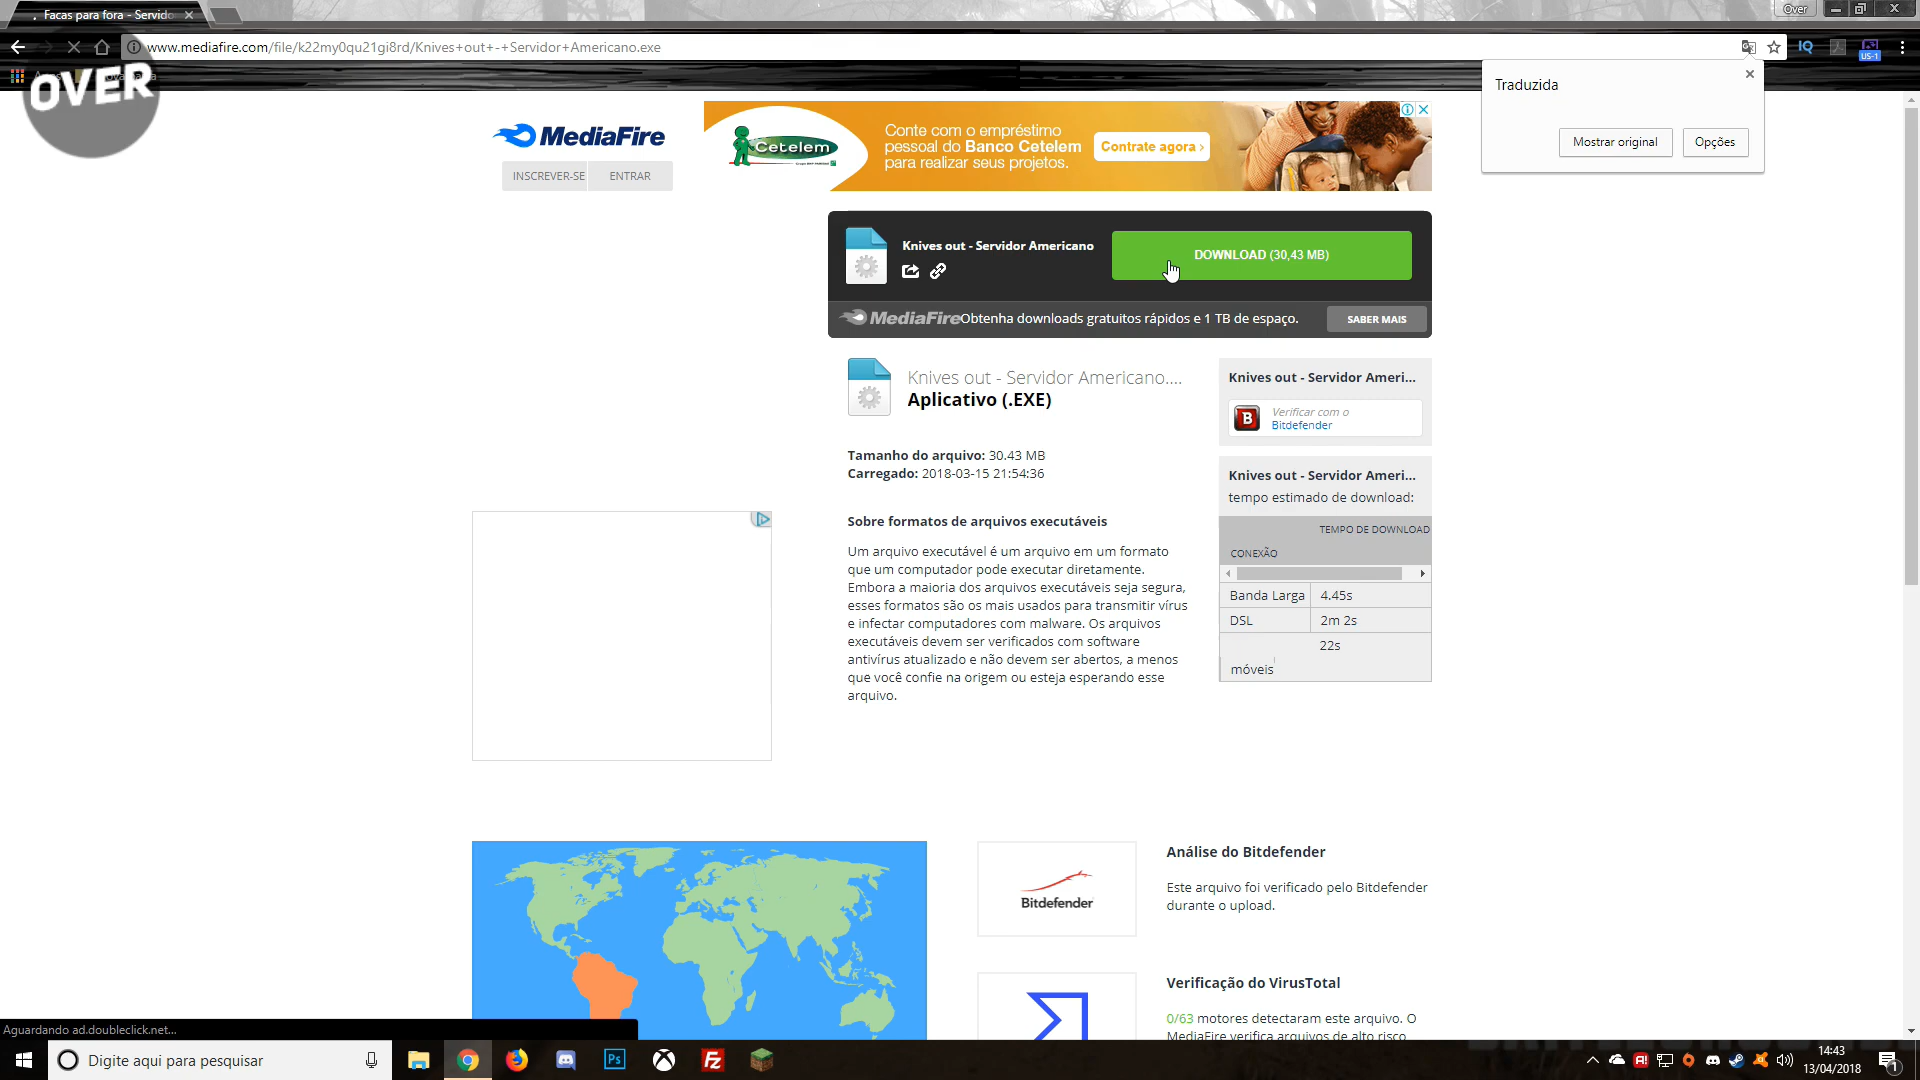 Facas para fora - Servido
Over
www.mediafire.com/file/k22my0qu21gi8rd/Knives+out+-+Servidor+Americano.exe
US-1
OVER
Traduzida
Mostrar original
Opções
MediaFire
INSCREVER-SE
ENTRAR
Cetelem
Conte com o empréstimo
pessoal do Banco Cetelem
para realizar seus projetos.
Contrate agora ›
Knives out - Servidor Americano
DOWNLOAD (30,43 MB)
MediaFire
Obtenha downloads gratuitos rápidos e 1 TB de espaço.
SABER MAIS
Knives out - Servidor Americano....
Aplicativo (.EXE)
Tamanho do arquivo: 30.43 MB
Carregado: 2018-03-15 21:54:36
Sobre formatos de arquivos executáveis
Um arquivo executável é um arquivo em um formato
que um computador pode executar diretamente.
Embora a maioria dos arquivos executáveis seja segura,
esses formatos são os mais usados para transmitir vírus
e infectar computadores com malware. Os arquivos
executáveis devem ser verificados com software
antivírus atualizado e não devem ser abertos, a menos
que você confie na origem ou esteja esperando esse
arquivo.
Knives out - Servidor Ameri...
B
Verificar com o
Bitdefender
Knives out - Servidor Ameri...
tempo estimado de download:
TEMPO DE DOWNLOAD
CONEXÃO
Banda Larga 4.45s
DSL 2m 2s
22s
móveis
Bitdefender
Análise do Bitdefender
Este arquivo foi verificado pelo Bitdefender
durante o upload.
Verificação do VirusTotal
0/63 motores detectaram este arquivo. O
MediaFire verifica arquivos de alto risco
Aguardando ad.doubleclick.net...
Digite aqui para pesquisar
Ps
Fz
14:43
13/04/2018
1